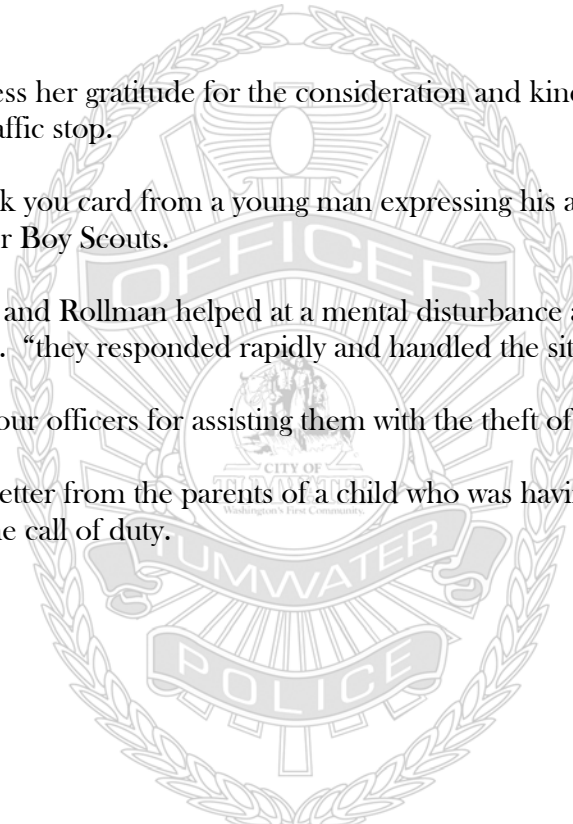 ess her gratitude for the consideration and kind
affic stop.
k you card from a young man expressing his a
r Boy Scouts.
and Rollman helped at a mental disturbance a
. “they responded rapidly and handled the sit
our officers for assisting them with the theft of
etter from the parents of a child who was havi
ne call of duty.
OFFICER
CITY OF
TUMWATER
Washington's First Community.
TUMWATER
POLICE